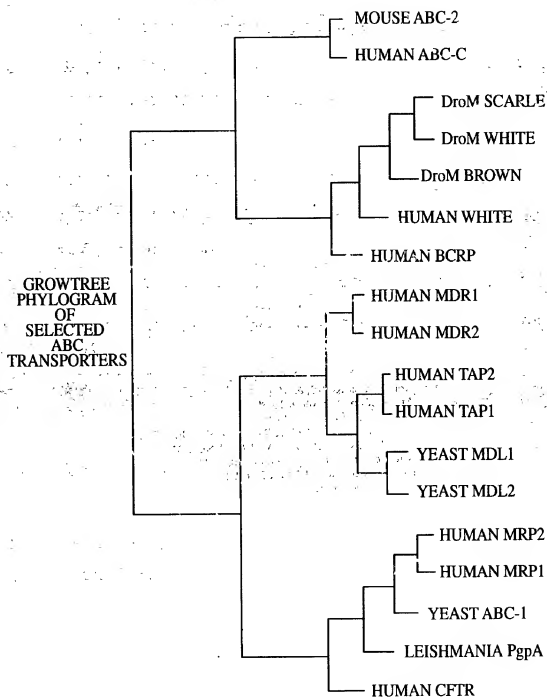 MOUSE ABC-2
HUMAN ABC-C
DroM SCARLE
DroM WHITE
DroM BROWN
HUMAN WHITE
HUMAN BCRP
GROWTREE
PHYLOGRAM
OF
SELECTED
ABC
TRANSPORTERS
HUMAN MDR1
HUMAN MDR2
HUMAN TAP2
HUMAN TAP1
YEAST MDL1
YEAST MDL2
HUMAN MRP2
HUMAN MRP1
YEAST ABC-1
LEISHMANIA PgpA
HUMAN CFTR